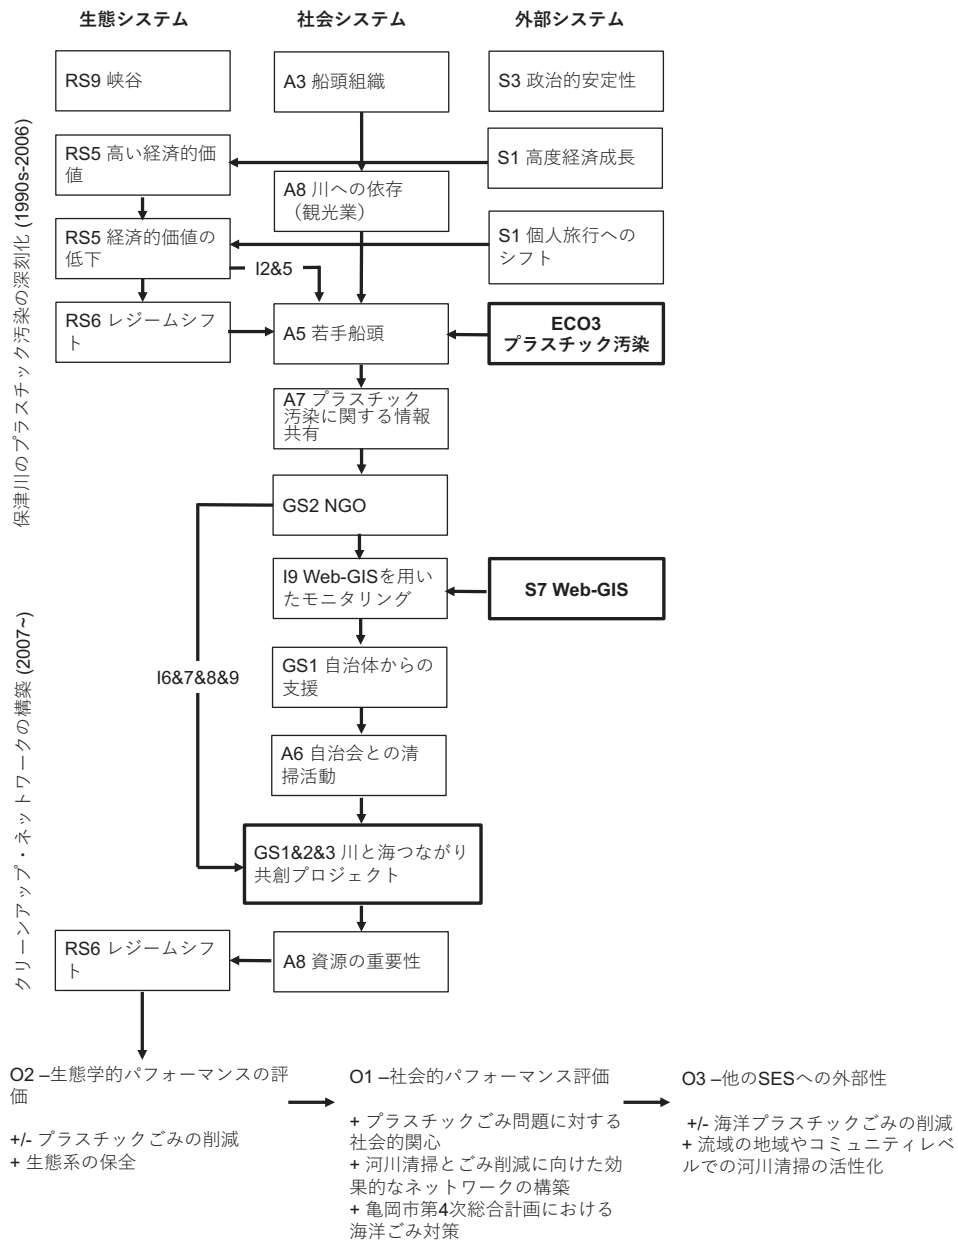 生態システム
社会システム
外部システム
保津川のプラスチック汚染の深刻化 (1990s-2006)
RS9 峡谷
A3 船頭組織
S3 政治的安定性
RS5 高い経済的価
値
A8 川への依存
（観光業）
S1 高度経済成長
RS5 経済的価値の
低下
I2&5
S1 個人旅行への
シフト
RS6 レジームシフ
ト
A5 若手船頭
ECO3
プラスチック汚染
A7 プラスチック
汚染に関する情報
共有
GS2 NGO
クリーンアップ・ネットワークの構築 (2007~)
I9 Web-GISを用い
たモニタリング
S7 Web-GIS
GS1 自治体からの
支援
I6&7&8&9
A6 自治会との清
掃活動
GS1&2&3 川と海つながり
共創プロジェクト
RS6 レジームシフ
ト
A8 資源の重要性
O2 –生態学的パフォーマンスの評
価
+/- プラスチックごみの削減
+ 生態系の保全
O1 –社会的パフォーマンス評価
+ プラスチックごみ問題に対する
社会的関心
+ 河川清掃とごみ削減に向けた効
果的なネットワークの構築
+ 亀岡市第4次総合計画における
海洋ごみ対策
O3 –他のSESへの外部性
+/- 海洋プラスチックごみの削減
+ 流域の地域やコミュニティレベ
ルでの河川清掃の活性化